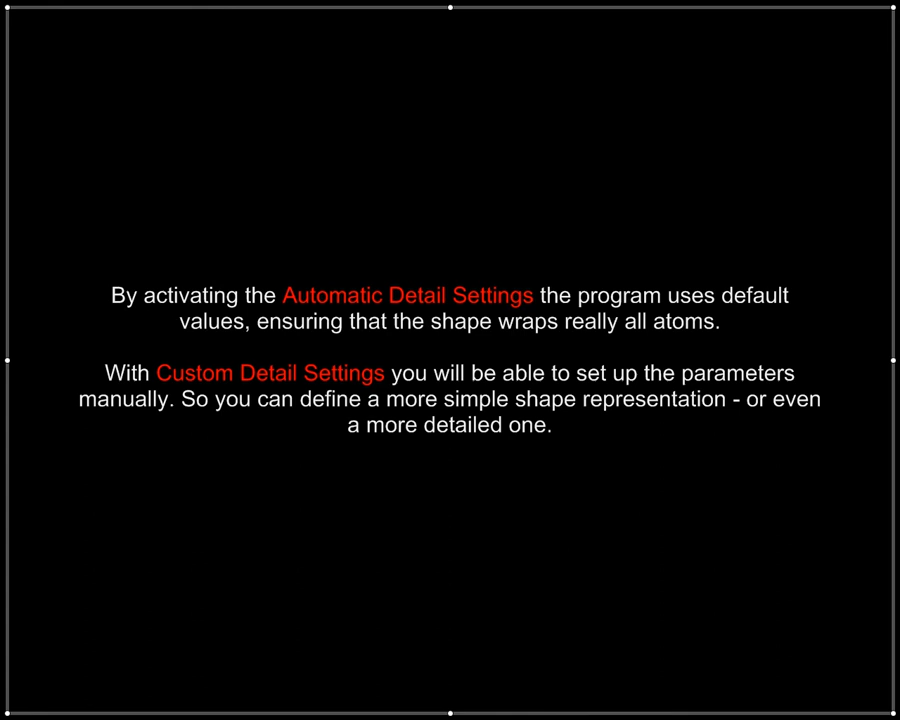 By activating the Automatic Detail Settings the program uses default
values, ensuring that the shape wraps really all atoms.
With Custom Detail Settings you will be able to set up the parameters
manually. So you can define a more simple shape representation - or even
a more detailed one.